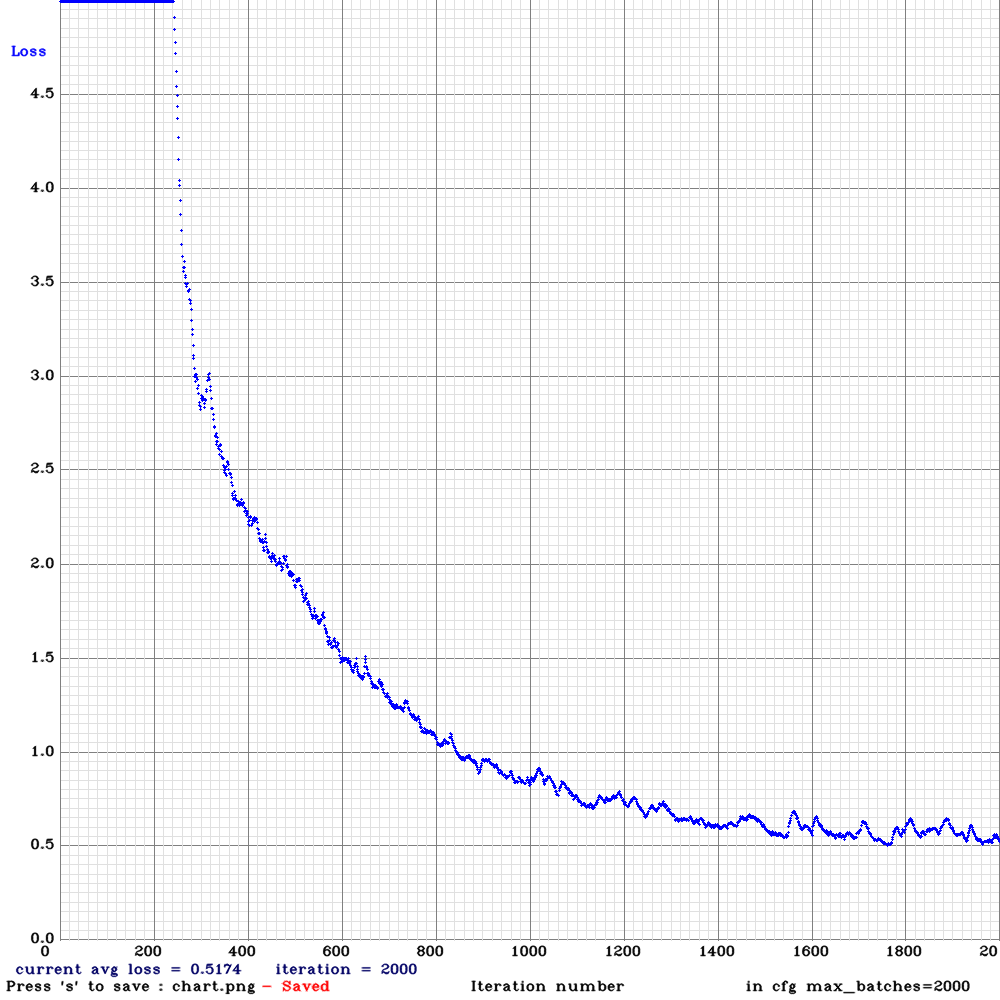 Loss
4.5
4.0
3.5
3.0
2.5
2.0
1.5
1.0
0.5
0.0
0 200 400 600 800 1000 1200 1400 1600 1800 20
current avg loss = 0.5174 iteration = 2000
Press 's' to save : chart.png - Saved Iteration number in cfg max_batches=2000